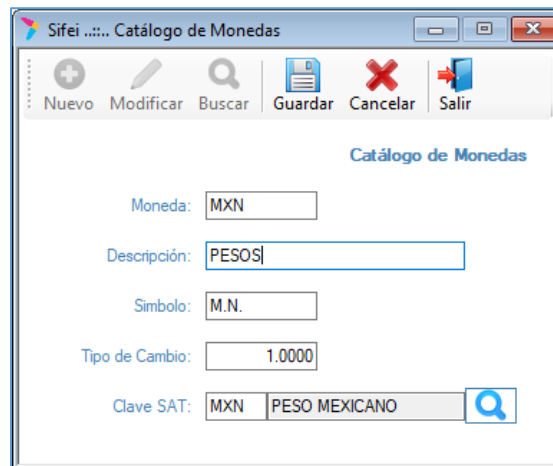 Sifei ..::.. Catálogo de Monedas
Nuevo Modificar Buscar Guardar Cancelar Salir
Catálogo de Monedas
Moneda: MXN
Descripción: PESOS
Simbolo: M.N.
Tipo de Cambio: 1.0000
Clave SAT: MXN PESO MEXICANO